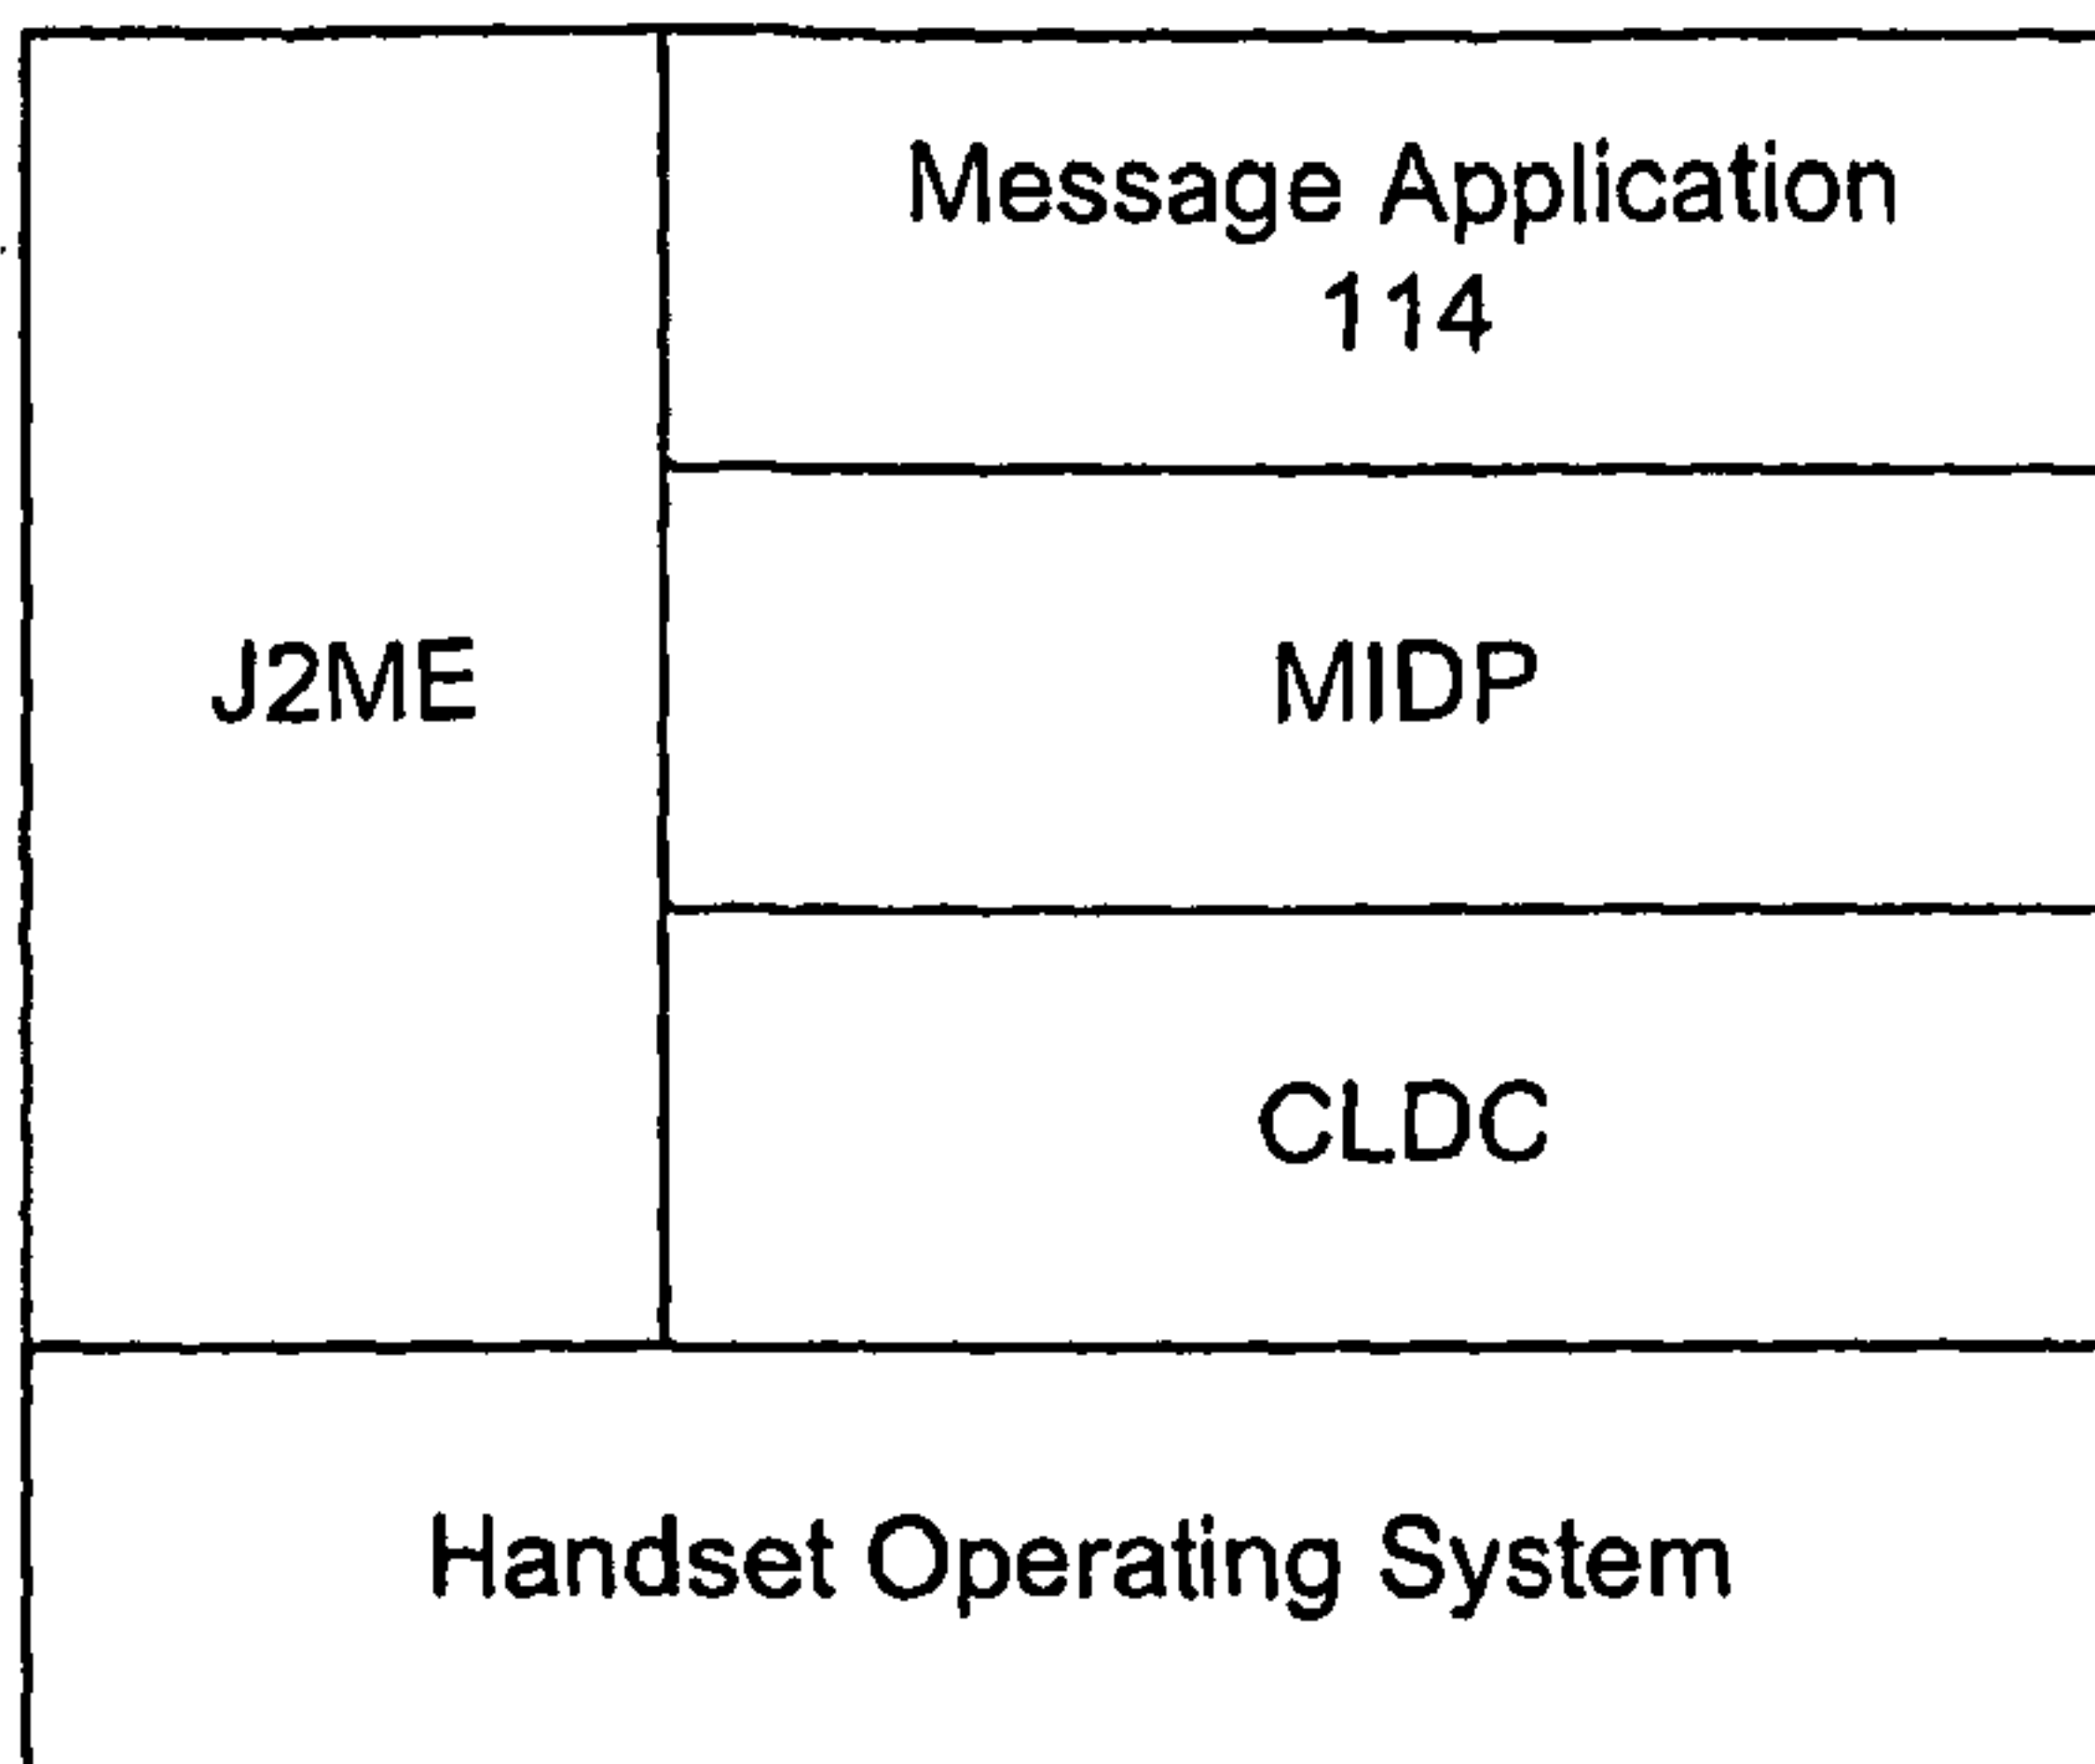 Message Application
114
J2ME
MIDP
CLDC
Handset Operating System